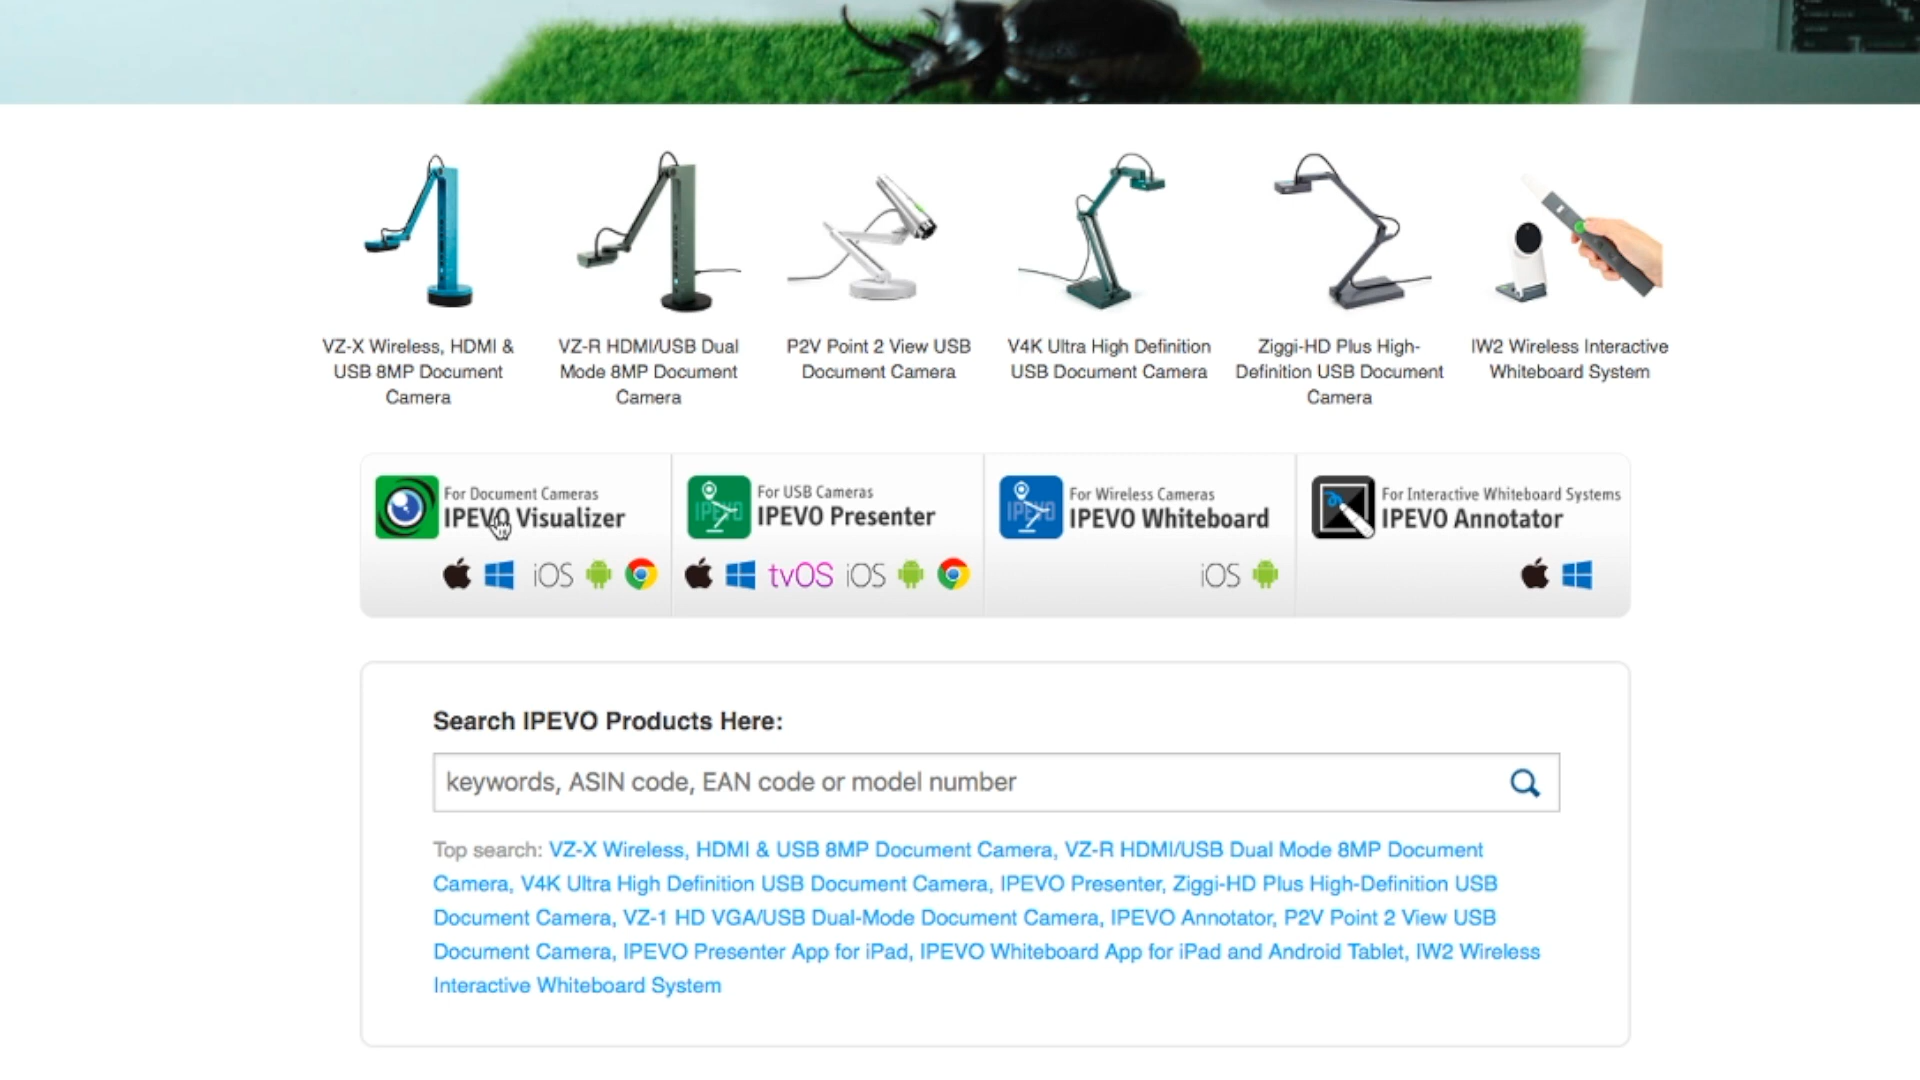 VZ-X Wireless, HDMI &
USB 8MP Document
Camera
VZ-R HDMI/USB Dual
Mode 8MP Document
Camera
P2V Point 2 View USB
Document Camera
V4K Ultra High Definition
USB Document Camera
Ziggi-HD Plus High-
Definition USB Document
Camera
IW2 Wireless Interactive
Whiteboard System
For Document Cameras
IPEVO Visualizer
iOS
For USB Cameras
IPEVO Presenter
IPEVO
tvOS iOS
For Wireless Cameras
IPEVO Whiteboard
IPEVO
iOS
For Interactive Whiteboard Systems
IPEVO Annotator
Search IPEVO Products Here:
keywords, ASIN code, EAN code or model number
Top search: VZ-X Wireless, HDMI & USB 8MP Document Camera, VZ-R HDMI/USB Dual Mode 8MP Document
Camera, V4K Ultra High Definition USB Document Camera, IPEVO Presenter, Ziggi-HD Plus High-Definition USB
Document Camera, VZ-1 HD VGA/USB Dual-Mode Document Camera, IPEVO Annotator, P2V Point 2 View USB
Document Camera, IPEVO Presenter App for iPad, IPEVO Whiteboard App for iPad and Android Tablet, IW2 Wireless
Interactive Whiteboard System